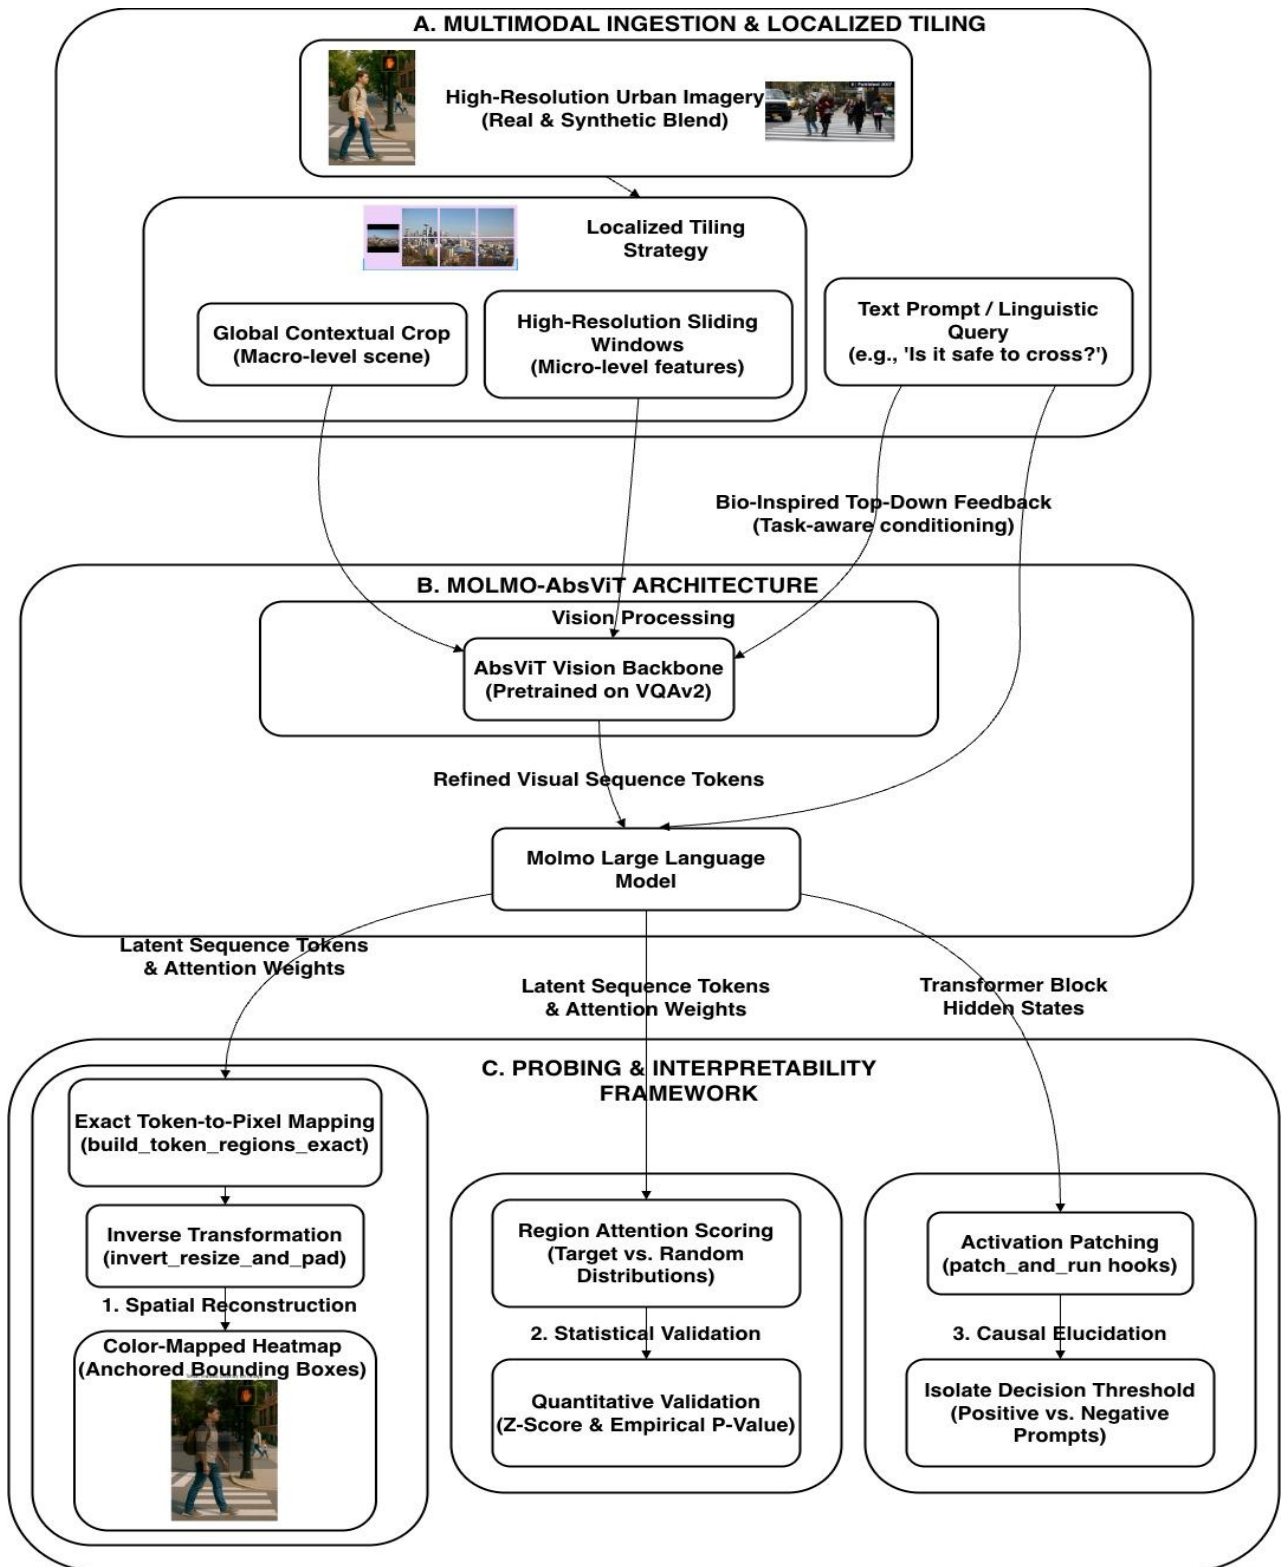 A. MULTIMODAL INGESTION & LOCALIZED TILING
High-Resolution Urban Imagery
(Real & Synthetic Blend)
Localized Tiling
Strategy
Global Contextual Crop
(Macro-level scene)
High-Resolution Sliding
Windows
(Micro-level features)
Text Prompt / Linguistic
Query
(e.g., 'Is it safe to cross?')
Bio-Inspired Top-Down Feedback
(Task-aware conditioning)
B. MOLMO-AbsViT ARCHITECTURE
Vision Processing
AbsViT Vision Backbone
(Pretrained on VQAv2)
Refined Visual Sequence Tokens
Molmo Large Language
Model
Latent Sequence Tokens
& Attention Weights
Latent Sequence Tokens
& Attention Weights
Transformer Block
Hidden States
C. PROBING & INTERPRETABILITY
FRAMEWORK
Exact Token-to-Pixel Mapping
(build_token_regions_exact)
Inverse Transformation
(invert_resize_and_pad)
1. Spatial Reconstruction
Color-Mapped Heatmap
(Anchored Bounding Boxes)
Region Attention Scoring
(Target vs. Random
Distributions)
2. Statistical Validation
Quantitative Validation
(Z-Score & Empirical P-Value)
Activation Patching
(patch_and_run hooks)
3. Causal Elucidation
Isolate Decision Threshold
(Positive vs. Negative
Prompts)